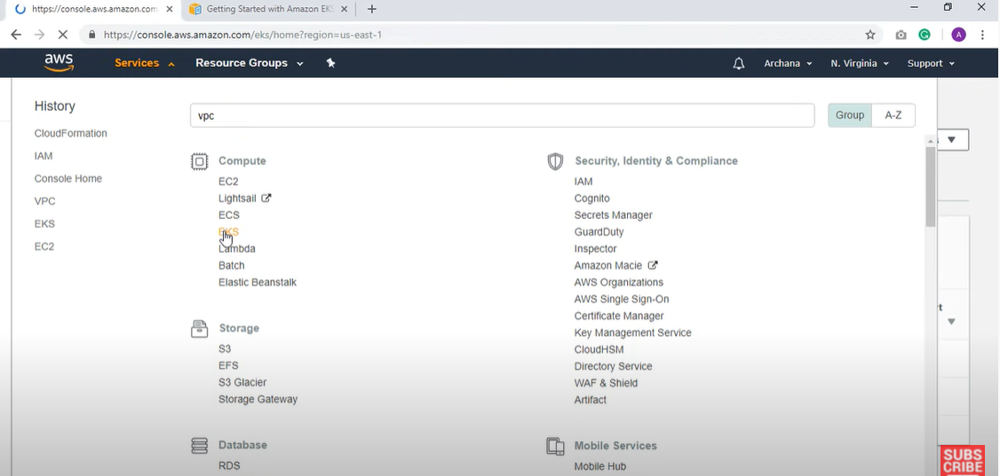 https://console.aws.amazon.com
Getting Started with Amazon EKS
https://console.aws.amazon.com/eks/home?region=us-east-1
A
aws
Services
Resource Groups
Archana
N. Virginia
Support
History
CloudFormation
IAM
Console Home
VPC
EKS
EC2
vpc
Group
A-Z
Compute
EC2
Lightsail
ECS
EKS
Lambda
Batch
Elastic Beanstalk
Storage
S3
EFS
S3 Glacier
Storage Gateway
Database
RDS
Security, Identity & Compliance
IAM
Cognito
Secrets Manager
GuardDuty
Inspector
Amazon Macie
AWS Organizations
AWS Single Sign-On
Certificate Manager
Key Management Service
CloudHSM
Directory Service
WAF & Shield
Artifact
Mobile Services
Mobile Hub
SUBS
CRIBE